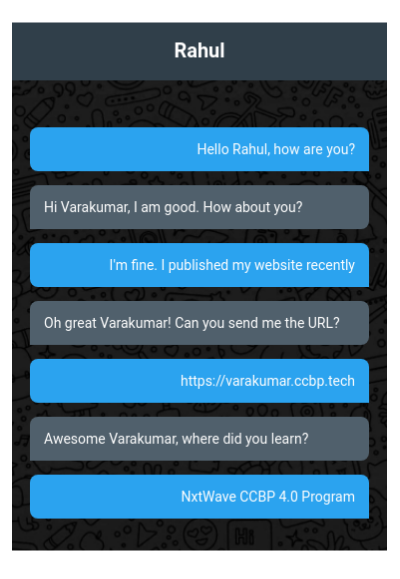 Rahul
Hello Rahul, how are you?
Hi Varakumar, I am good. How about you?
I'm fine. I published my website recently
Oh great Varakumar! Can you send me the URL?
https://varakumar.ccbp.tech
Awesome Varakumar, where did you learn?
NxtWave CCBP 4.0 Program
Hi